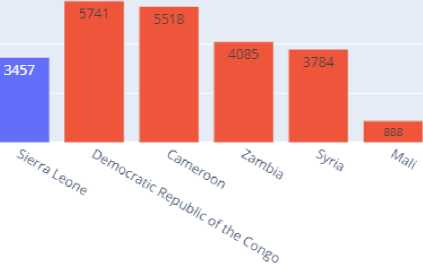 3457
5741
5518
4085
3784
888
Sierra Leone
Democratic Republic of the Congo
Cameroon
Zambia
Syria
Mali